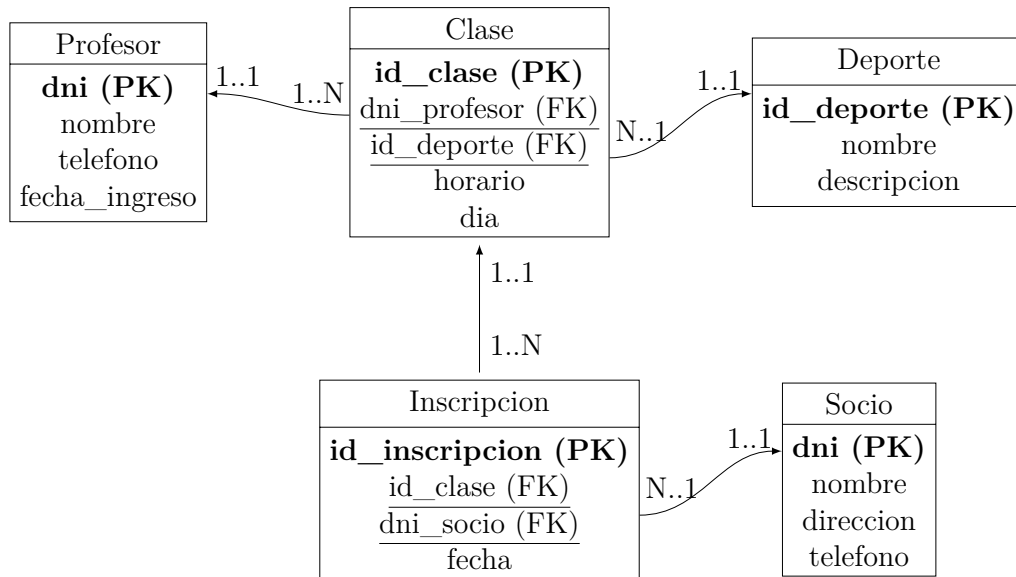 Profesor
dni (PK)
nombre
telefono
fecha_ingreso
1..1
1..N
Clase
id_clase (PK)
dni_profesor (FK)
id_deporte (FK)
horario
dia
N..1
1..1
Deporte
id_deporte (PK)
nombre
descripcion
1..1
1..N
Inscripcion
id_inscripcion (PK)
id_clase (FK)
dni_socio (FK)
fecha
N..1
1..1
Socio
dni (PK)
nombre
direccion
telefono